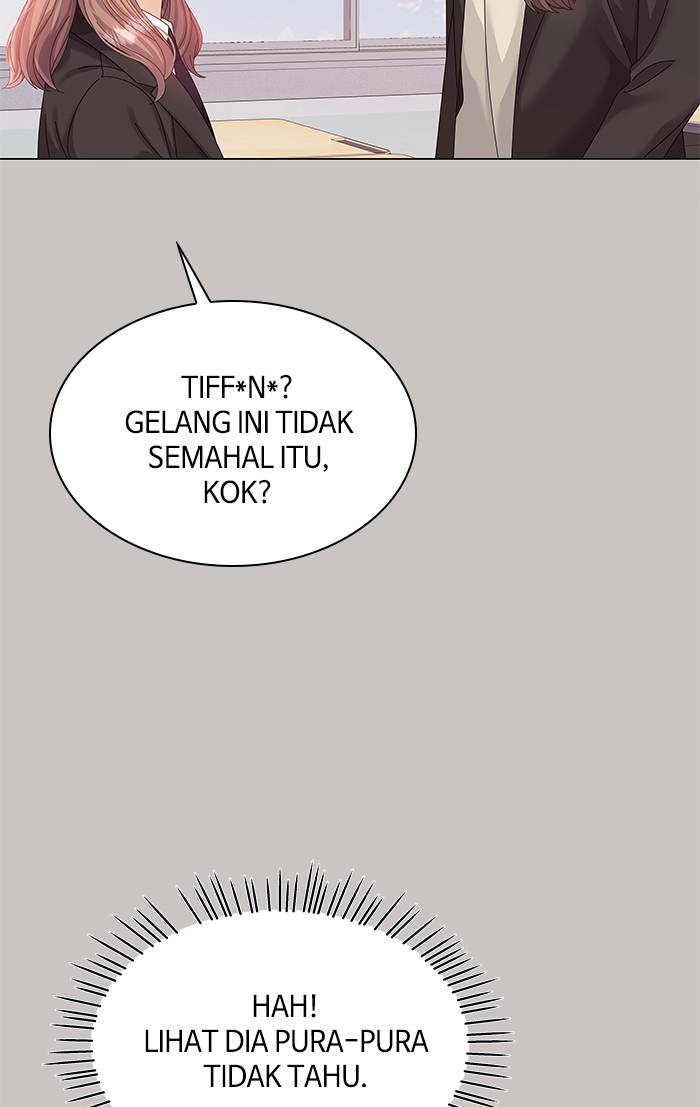 TIFF*N*?
GELANG INI TIDAK
SEMAHAL ITU,
KOK?
HAH!
LIHAT DIA PURA-PURA
TIDAK TAHU.